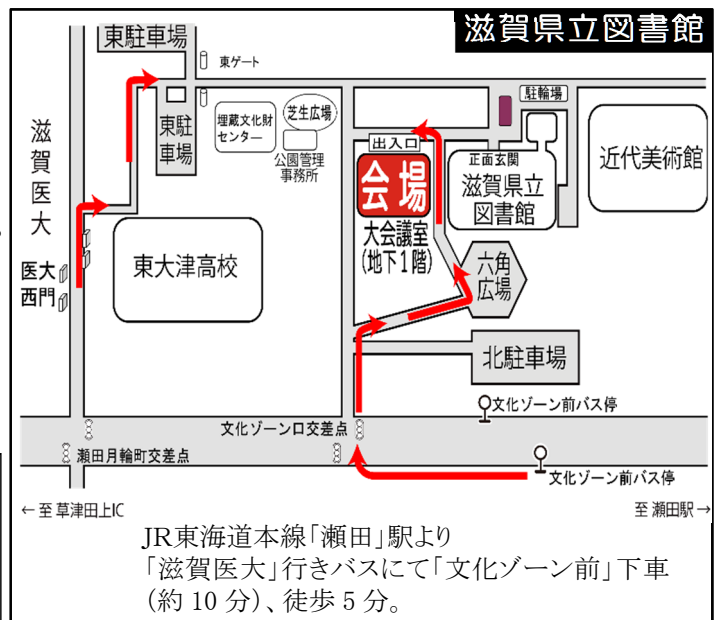 滋賀県立図書館
東駐車場
東ゲート
駐輪場
東駐
車場
埋蔵文化財
センター
芝生広場
公園管理
事務所
出入口
会場
大会議室
(地下1階)
正面玄関
滋賀県立
図書館
近代美術館
滋賀医大
医大
西門
東大津高校
六角
広場
北駐車場
文化ゾーン前バス停
文化ゾーン口交差点
瀬田月輪町交差点
文化ゾーン前バス停
←至草津田上IC
至瀬田駅→
JR東海道本線「瀬田」駅より
「滋賀医大」行きバスにて「文化ゾーン前」下車
(約10分)、徒歩5分。